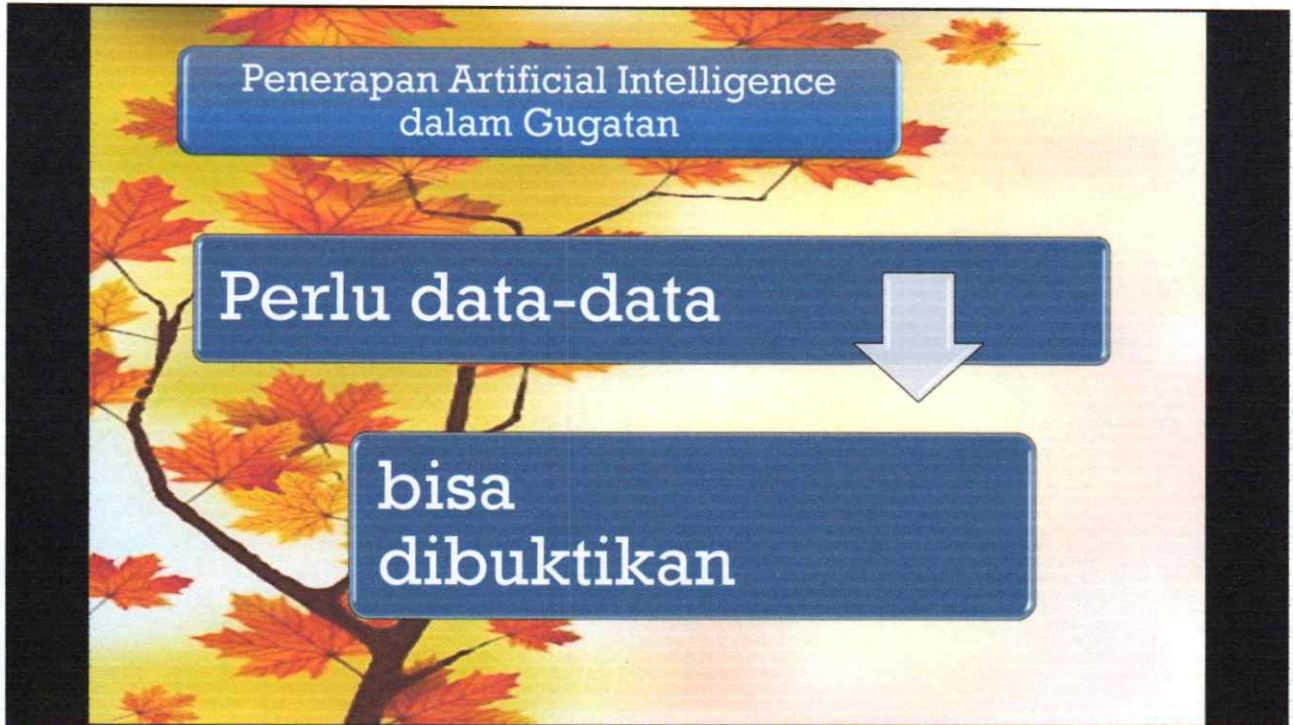 Penerapan Artificial Intelligence
dalam Gugatan
Perlu data-data
bisa
dibuktikan